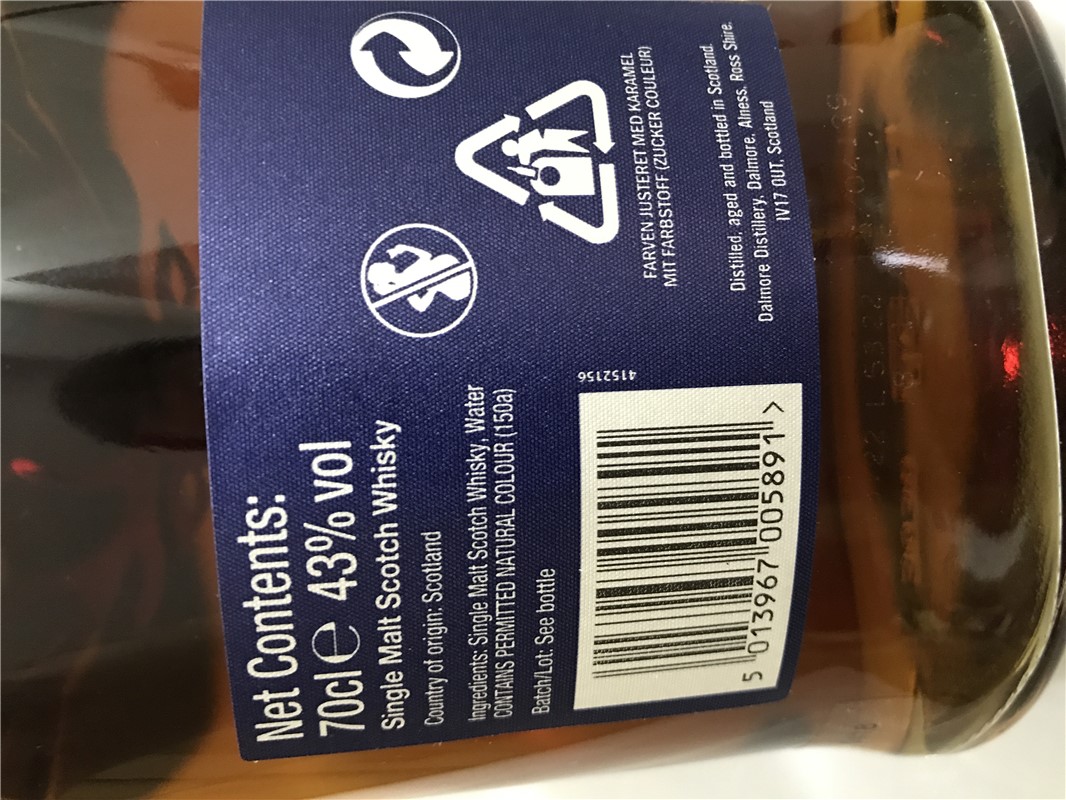 Net Contents:
70cl e 43% vol
Single Malt Scotch Whisky
Country of origin: Scotland
Ingredients: Single Malt Scotch Whisky, Water
CONTAINS PERMITTED NATURAL COLOUR (150a)
Batch/Lot: See bottle
5 013967 005891 >
4152156
FARVEN JUSTERET MED KARAMEL
MIT FARBSTOFF (ZUCKER COULEUR)
Distilled, aged and bottled in Scotland.
Dalmore Distillery, Dalmore, Alness, Ross Shire,
IV17 0UT, Scotland